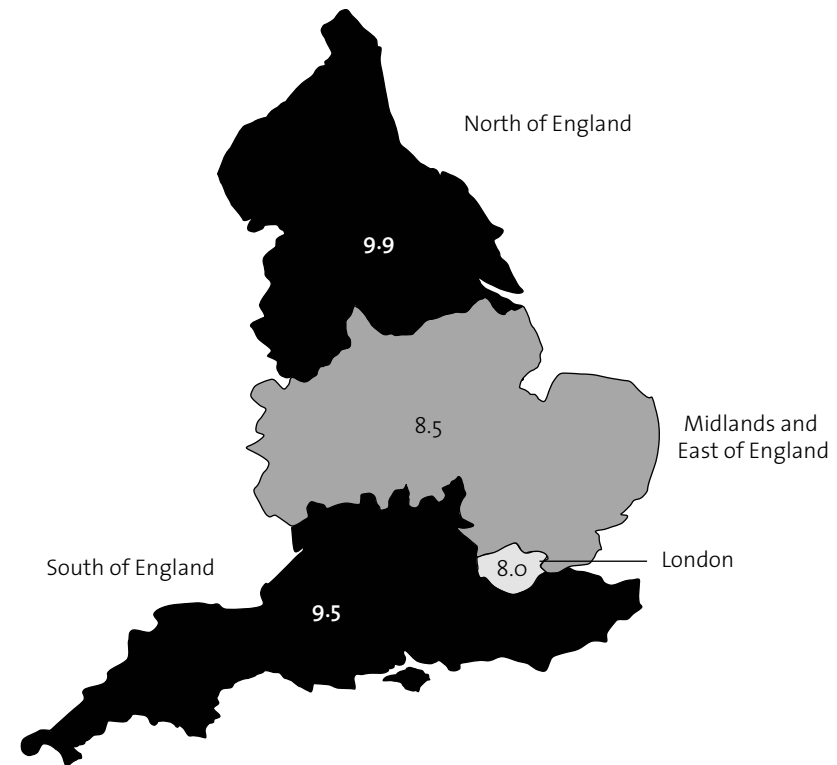 North of England
9.9
8.5
Midlands and
East of England
London
8.0
South of England
9.5